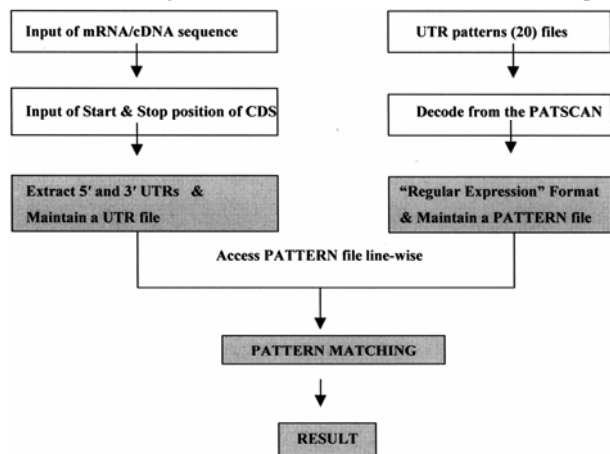 Input of mRNA/cDNA sequence
Input of Start & Stop position of CDS
Extract 5′ and 3′ UTRs &
Maintain a UTR file
UTR patterns (20) files
Decode from the PATSCAN
“Regular Expression” Format
& Maintain a PATTERN file
Access PATTERN file line-wise
PATTERN MATCHING
RESULT